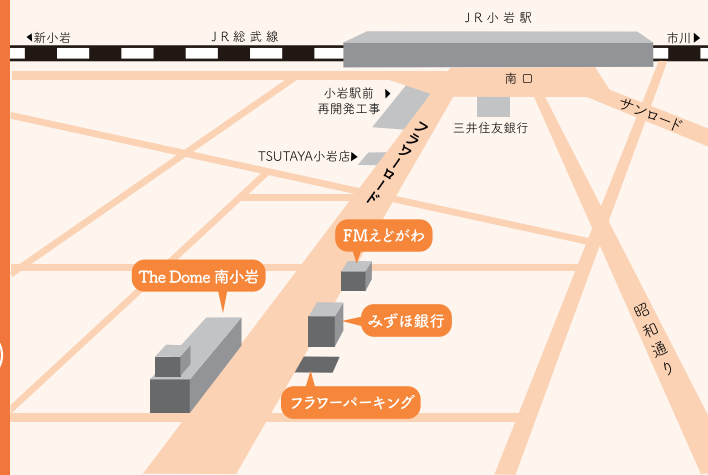 JR小岩駅
◀新小岩
JR総武線
市川▶
南口
小岩駅前
再開発工事
サンロード
三井住友銀行
フラワーロード
TSUTAYA小岩店▶
FMえどがわ
The Dome 南小岩
みずほ銀行
昭和通り
フラワーパーキング